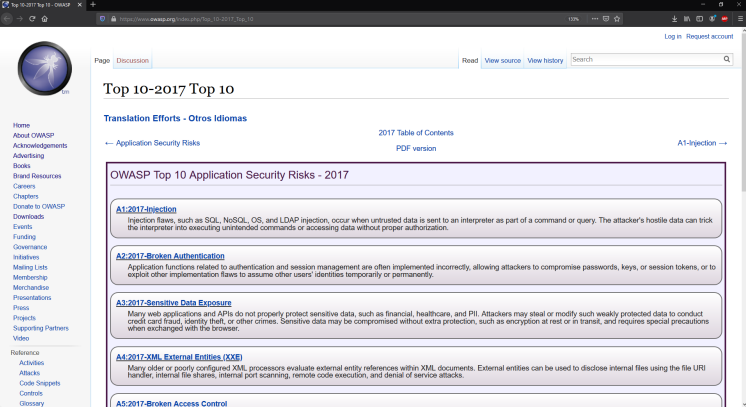 Top 10-2017 Top 10 - OWASP
https://www.owasp.org/index.php/Top_10-2017_Top_10
133%
Log in Request account
Page Discussion
Read View source View history Search
Top 10-2017 Top 10
Translation Efforts - Otros Idiomas
2017 Table of Contents
← Application Security Risks
A1-Injection →
PDF version
OWASP Top 10 Application Security Risks - 2017
A1:2017-Injection
Injection flaws, such as SQL, NoSQL, OS, and LDAP injection, occur when untrusted data is sent to an interpreter as part of a command or query. The attacker's hostile data can trick
the interpreter into executing unintended commands or accessing data without proper authorization.
A2:2017-Broken Authentication
Application functions related to authentication and session management are often implemented incorrectly, allowing attackers to compromise passwords, keys, or session tokens, or to
exploit other implementation flaws to assume other users' identities temporarily or permanently.
A3:2017-Sensitive Data Exposure
Many web applications and APIs do not properly protect sensitive data, such as financial, healthcare, and PII. Attackers may steal or modify such weakly protected data to conduct
credit card fraud, identity theft, or other crimes. Sensitive data may be compromised without extra protection, such as encryption at rest or in transit, and requires special precautions
when exchanged with the browser.
A4:2017-XML External Entities (XXE)
Many older or poorly configured XML processors evaluate external entity references within XML documents. External entities can be used to disclose internal files using the file URI
handler, internal file shares, internal port scanning, remote code execution, and denial of service attacks.
A5:2017-Broken Access Control
Home
About OWASP
Acknowledgements
Advertising
Books
Brand Resources
Careers
Chapters
Donate to OWASP
Downloads
Events
Funding
Governance
Initiatives
Mailing Lists
Membership
Merchandise
Presentations
Press
Projects
Supporting Partners
Video
Reference
Activities
Attacks
Code Snippets
Controls
Glossary